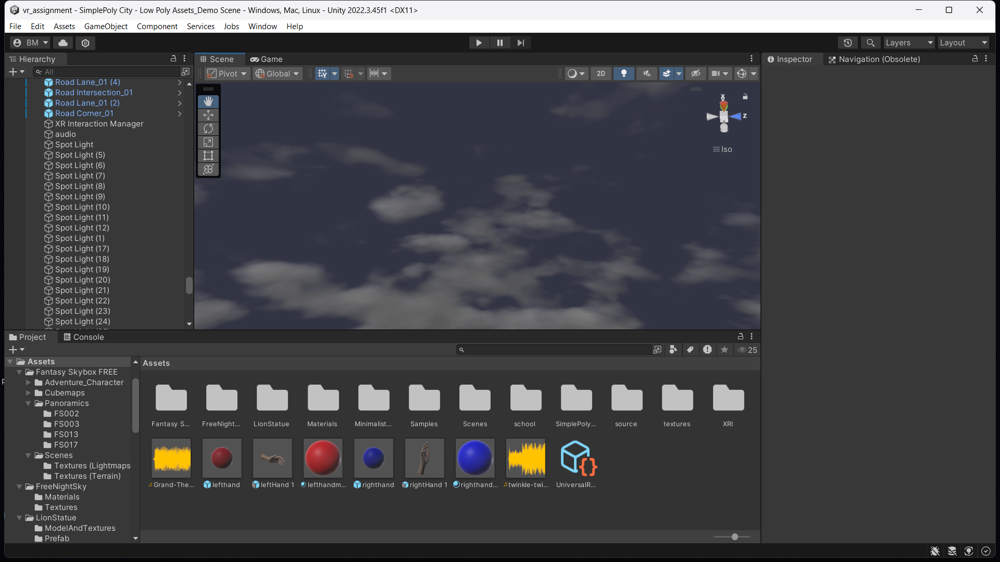 vr_assignment - SimplePoly City - Low Poly Assets_Demo Scene - Windows, Mac, Linux - Unity 2022.3.45f1 <DX11>
File Edit Assets GameObject Component Services Jobs Window Help
BM Layers Layout
Hierarchy
All
Road Lane_01 (4)
Road Intersection_01
Road Lane_01 (2)
Road Corner_01
XR Interaction Manager
audio
Spot Light
Spot Light (5)
Spot Light (6)
Spot Light (7)
Spot Light (8)
Spot Light (9)
Spot Light (10)
Spot Light (11)
Spot Light (12)
Spot Light (1)
Spot Light (17)
Spot Light (18)
Spot Light (19)
Spot Light (20)
Spot Light (21)
Spot Light (22)
Spot Light (23)
Spot Light (24)
Scene Game
Pivot Global 2D
x
z
Iso
Inspector Navigation (Obsolete)
Project Console
25
Assets
Fantasy Skybox FREE
Adventure_Character
Cubemaps
Panoramics
FS002
FS003
FS013
FS017
Scenes
Textures (Lightmaps
Textures (Terrain)
FreeNightSky
Materials
Textures
LionStatue
ModelAndTextures
Prefab
Assets
Fantasy S... FreeNight... LionStatue Materials Minimalist... Samples Scenes school SimplePoly... source textures XRI
Grand-The... lefthand leftHand 1 lefthandm... righthand rightHand 1 righthand... twinkle-twi... UniversalR...